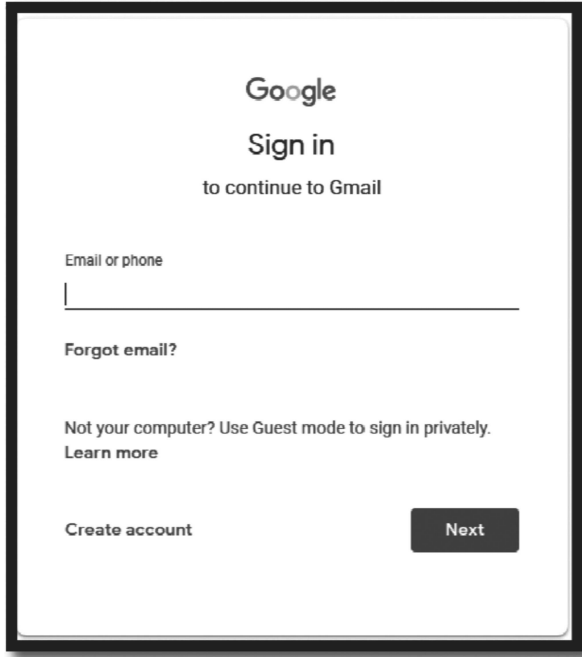 Google
Sign in
to continue to Gmail
Email or phone
Forgot email?
Not your computer? Use Guest mode to sign in privately.
Learn more
Create account
Next